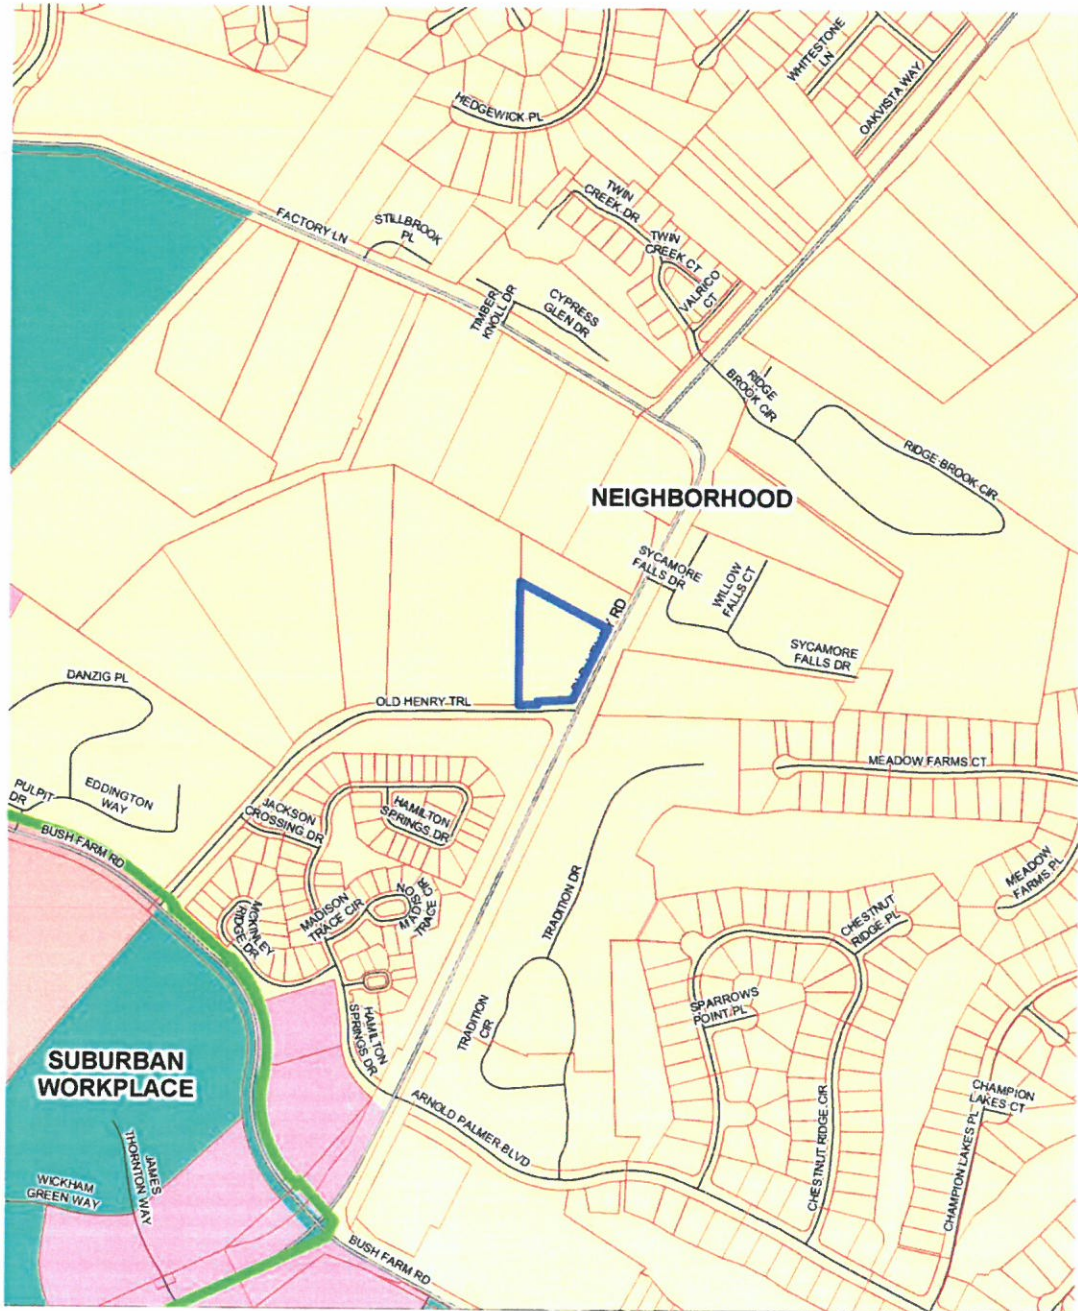 WHITESTONE
LN
OAKVISTA WAY
HEDGEWICK PL
TWIN
CREEK DR
FACTORY LN
STILLBROOK
PL
TWIN
CREEK CT
VALRICO
CT
TIMBER
KNOLL DR
CYPRESS
GLEN DR
RIDGE
BROOK CIR
RIDGE BROOK CIR
NEIGHBORHOOD
SYCAMORE
FALLS DR
WILLOW
FALLS CT
RD
SYCAMORE
FALLS DR
DANZIG PL
OLD HENRY TRL
MEADOW FARMS CT
EDDINGTON
WAY
PULPIT
DR
JACKSON
CROSSING DR
HAMILTON
SPRINGS DR
BUSH FARM RD
MEADOW
FARMS PL
MADISON
TRACE CIR
MADISON
TRACE
CIR
MCKINLEY
RIDGE DR
TRADITION DR
CHESTNUT
RIDGE PL
SPARROWS
POINT PL
TRADITION
CIR
HAMILTON
SPRINGS DR
SUBURBAN
WORKPLACE
ARNOLD PALMER BLVD
CHAMPION
LAKES CT
CHESTNUT RIDGE CIR
CHAMPION LAKES PL
JAMES
THORNTON WAY
WICKHAM
GREEN WAY
BUSH FARM RD